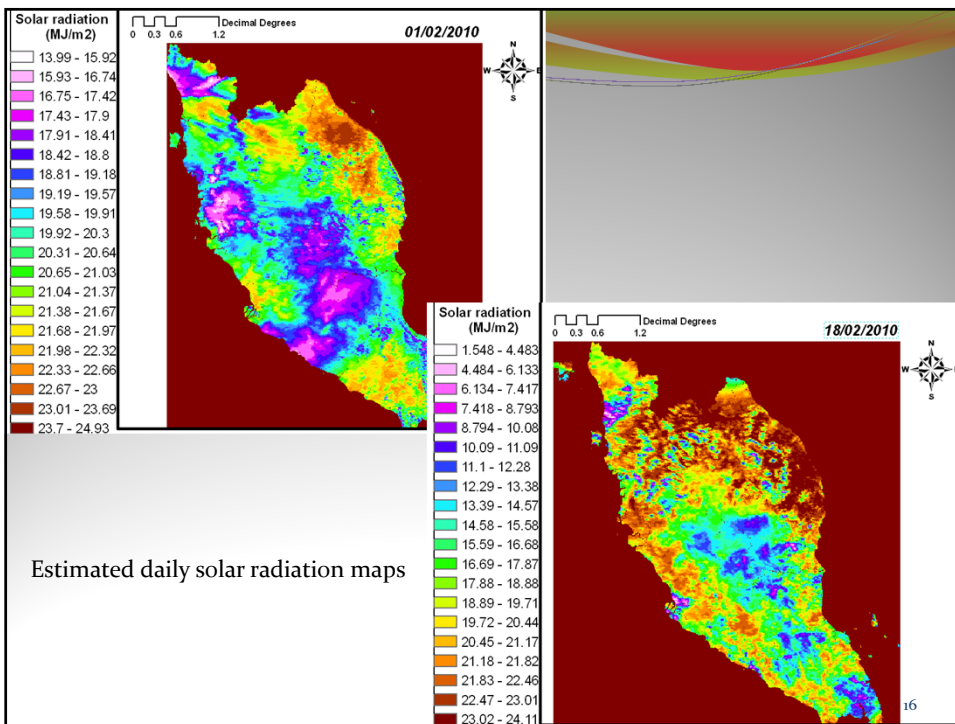 Solar radiation
(MJ/m2)
13.99 - 15.92
15.93 - 16.74
16.75 - 17.42
17.43 - 17.9
17.91 - 18.41
18.42 - 18.8
18.81 - 19.18
19.19 - 19.57
19.58 - 19.91
19.92 - 20.3
20.31 - 20.64
20.65 - 21.03
21.04 - 21.37
21.38 - 21.67
21.68 - 21.97
21.98 - 22.32
22.33 - 22.66
22.67 - 23
23.01 - 23.69
23.7 - 24.93
Decimal Degrees
0 0.3 0.6 1.2
01/02/2010
N
W E
S
Solar radiation
(MJ/m2)
1.548 - 4.483
4.484 - 6.133
6.134 - 7.417
7.418 - 8.793
8.794 - 10.08
10.09 - 11.09
11.1 - 12.28
12.29 - 13.38
13.39 - 14.57
14.58 - 15.58
15.59 - 16.68
16.69 - 17.87
17.88 - 18.88
18.89 - 19.71
19.72 - 20.44
20.45 - 21.17
21.18 - 21.82
21.83 - 22.46
22.47 - 23.01
23.02 - 24.11
Decimal Degrees
0 0.3 0.6 1.2
18/02/2010
N
W
S
Estimated daily solar radiation maps
16